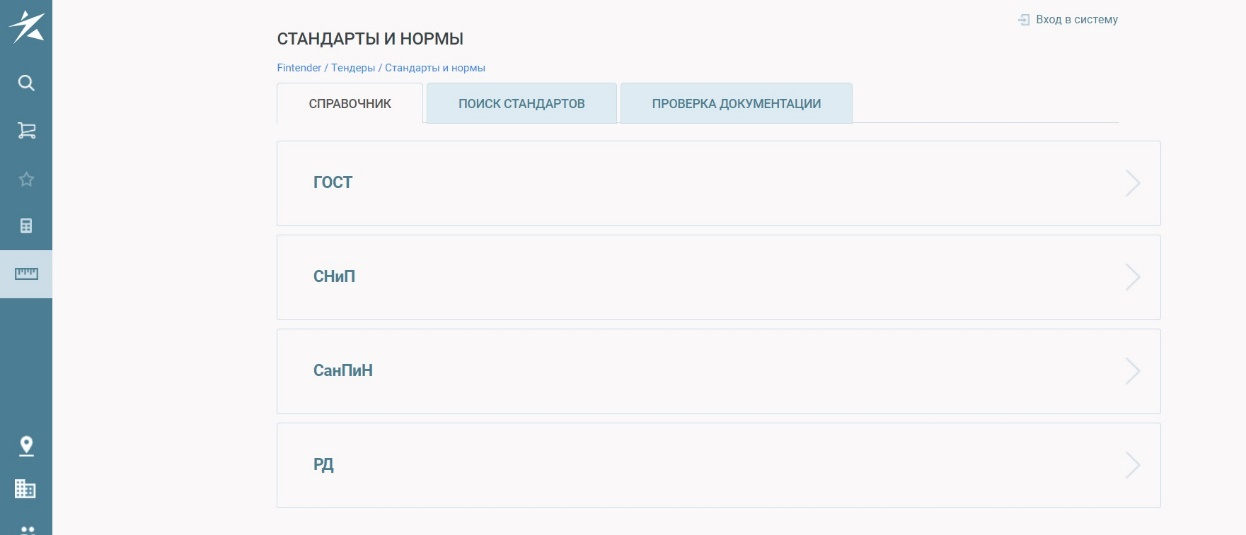 Вход в систему
СТАНДАРТЫ И НОРМЫ
Fintender / Тендеры / Стандарты и нормы
СПРАВОЧНИК ПОИСК СТАНДАРТОВ ПРОВЕРКА ДОКУМЕНТАЦИИ
ГОСТ
СНиП
СанПиН
РД